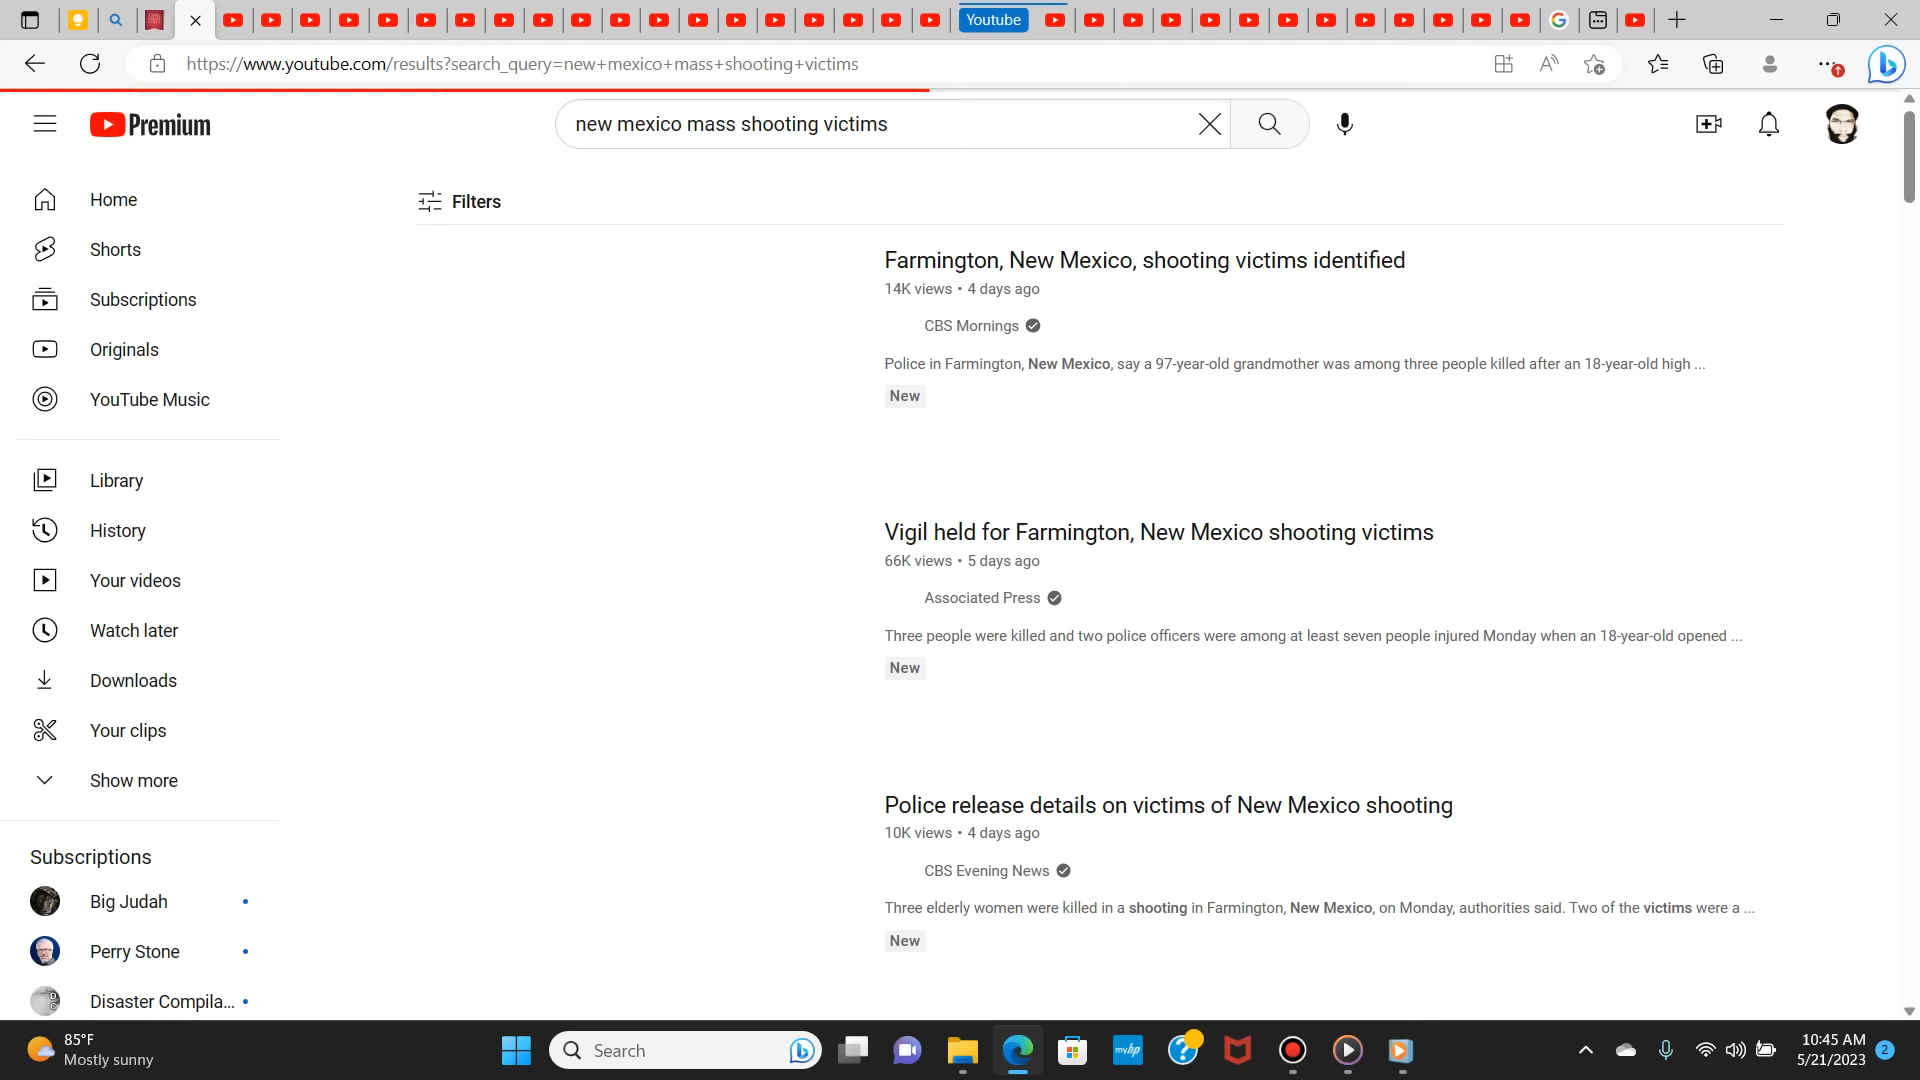 Youtube
https://www.youtube.com/results?search_query=new+mexico+mass+shooting+victims
Premium
new mexico mass shooting victims
Home
Shorts
Subscriptions
Originals
YouTube Music
Library
History
Your videos
Watch later
Downloads
Your clips
Show more
Subscriptions
Big Judah
Perry Stone
Disaster Compila...
Filters
Farmington, New Mexico, shooting victims identified
14K views • 4 days ago
CBS Mornings
Police in Farmington, New Mexico, say a 97-year-old grandmother was among three people killed after an 18-year-old high ...
New
Vigil held for Farmington, New Mexico shooting victims
66K views • 5 days ago
Associated Press
Three people were killed and two police officers were among at least seven people injured Monday when an 18-year-old opened ...
New
Police release details on victims of New Mexico shooting
10K views • 4 days ago
CBS Evening News
Three elderly women were killed in a shooting in Farmington, New Mexico, on Monday, authorities said. Two of the victims were a ...
New
85°F
Mostly sunny
Search
myhp
10:45 AM
5/21/2023
2